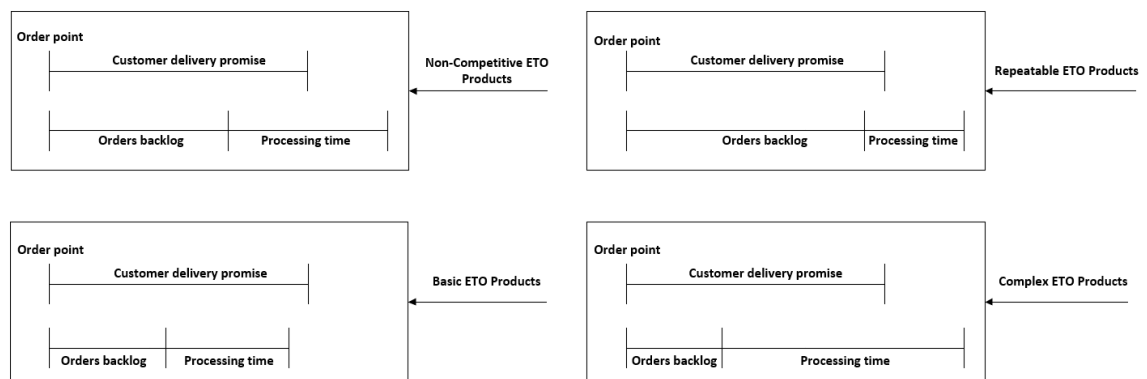 Order point
Customer delivery promise
Orders backlog
Processing time
Non-Competitive ETO
Products
Order point
Customer delivery promise
Orders backlog
Processing time
Repeatable ETO Products
Order point
Customer delivery promise
Orders backlog
Processing time
Basic ETO Products
Order point
Customer delivery promise
Orders backlog
Processing time
Complex ETO Products